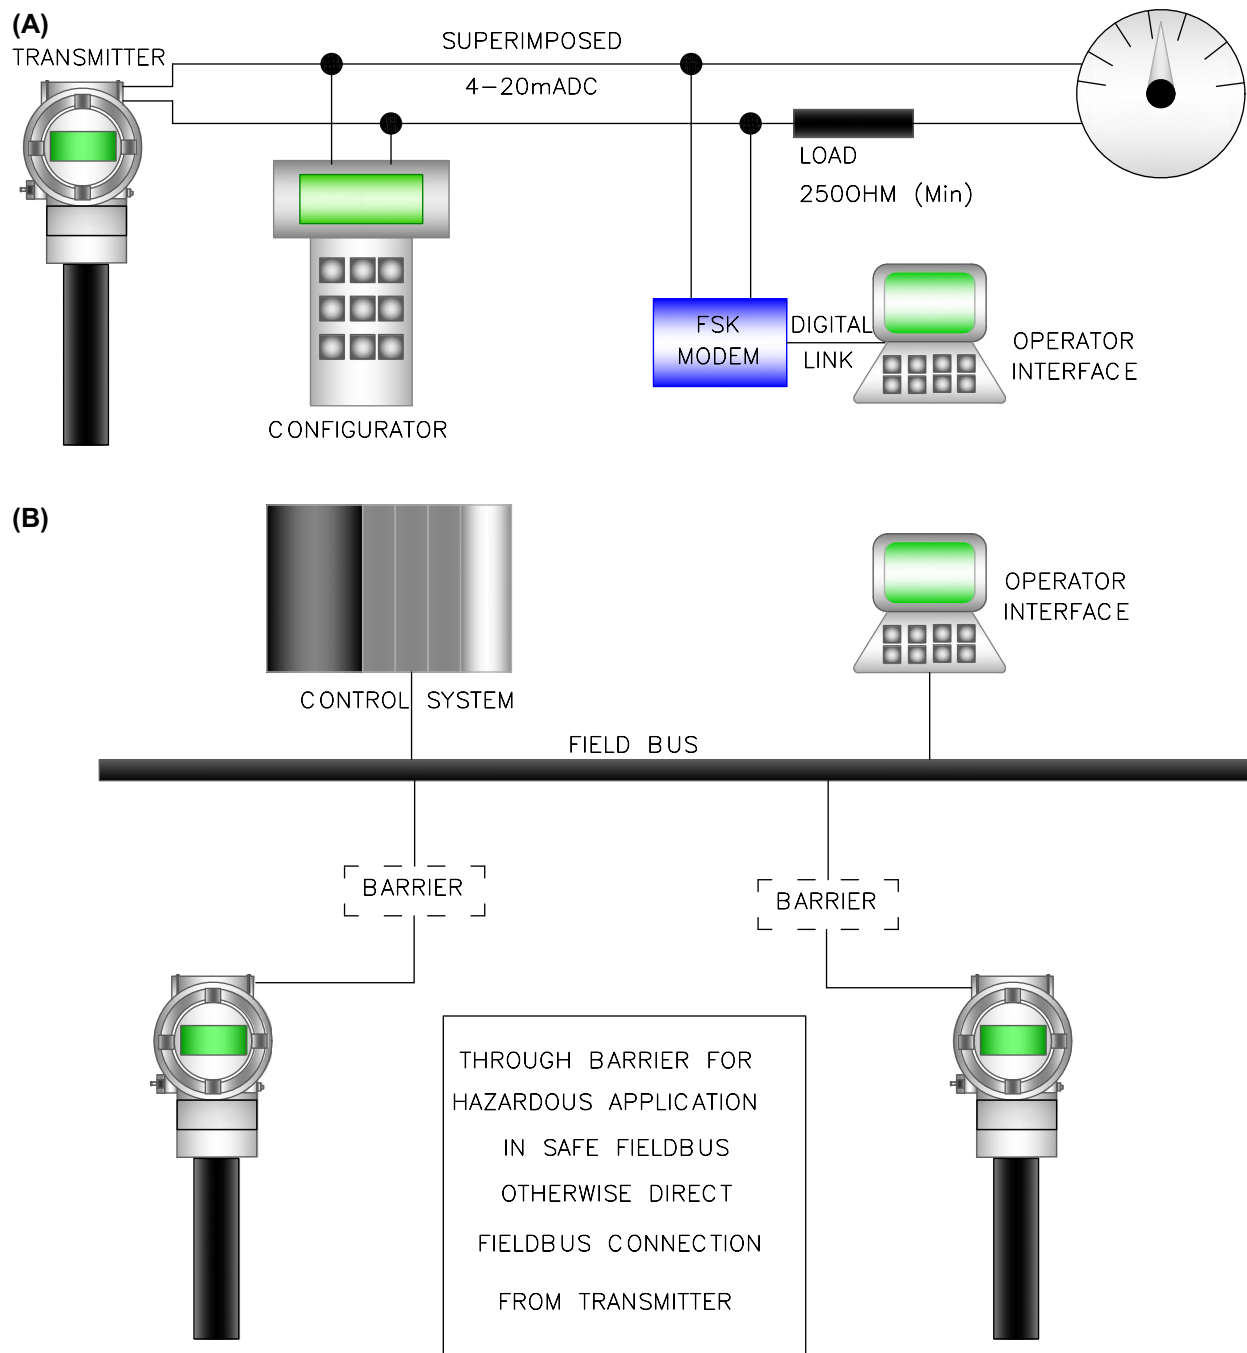 (A)
TRANSMITTER
SUPERIMPOSED
4-20mADC
LOAD
250OHM (Min)
FSK
MODEM
DIGITAL
LINK
OPERATOR
INTERFACE
CONFIGURATOR
(B)
OPERATOR
INTERFACE
CONTROL SYSTEM
FIELD BUS
BARRIER
BARRIER
THROUGH BARRIER FOR
HAZARDOUS APPLICATION
IN SAFE FIELDBUS
OTHERWISE DIRECT
FIELDBUS CONNECTION
FROM TRANSMITTER